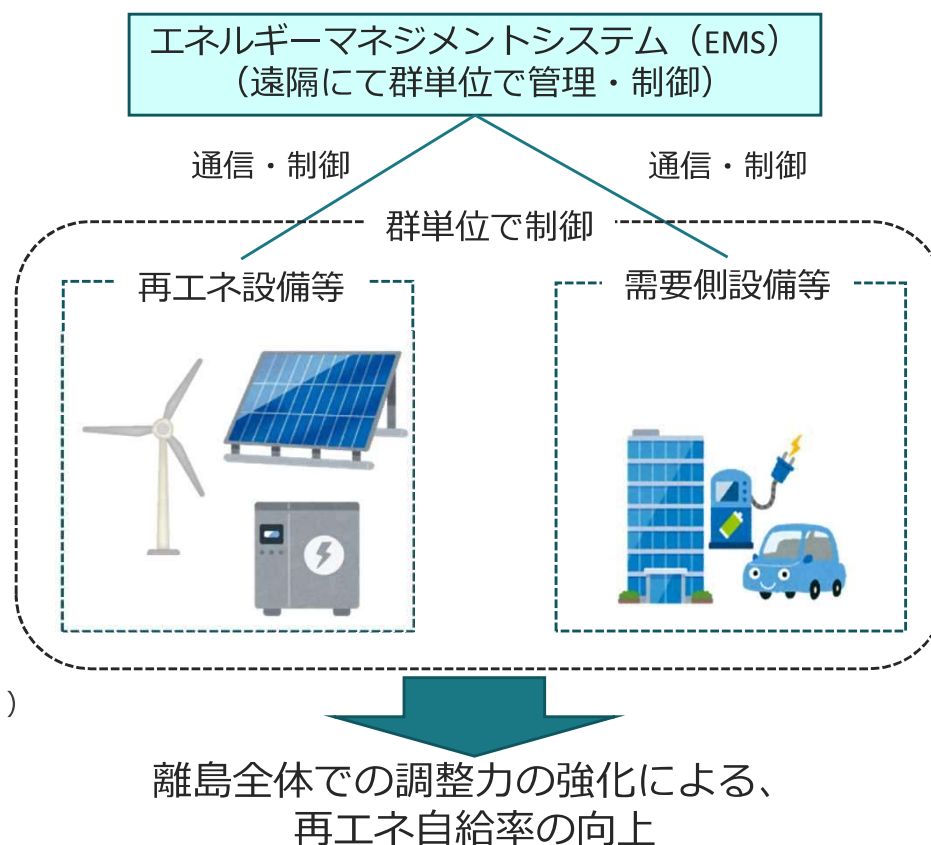 エネルギーマネジメントシステム（EMS）
（遠隔にて群単位で管理・制御）
通信・制御
通信・制御
群単位で制御
再エネ設備等
需要側設備等
）
離島全体での調整力の強化による、
再エネ自給率の向上